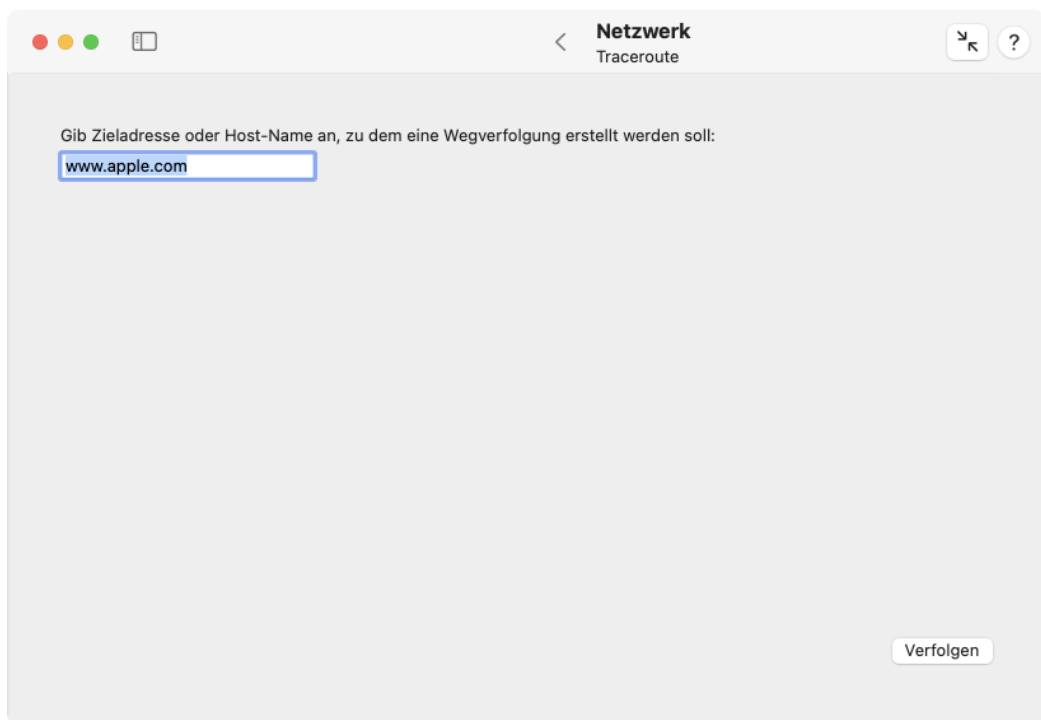 Netzwerk
Traceroute
?
Gib Zieladresse oder Host-Name an, zu dem eine Wegverfolgung erstellt werden soll:
www.apple.com
Verfolgen